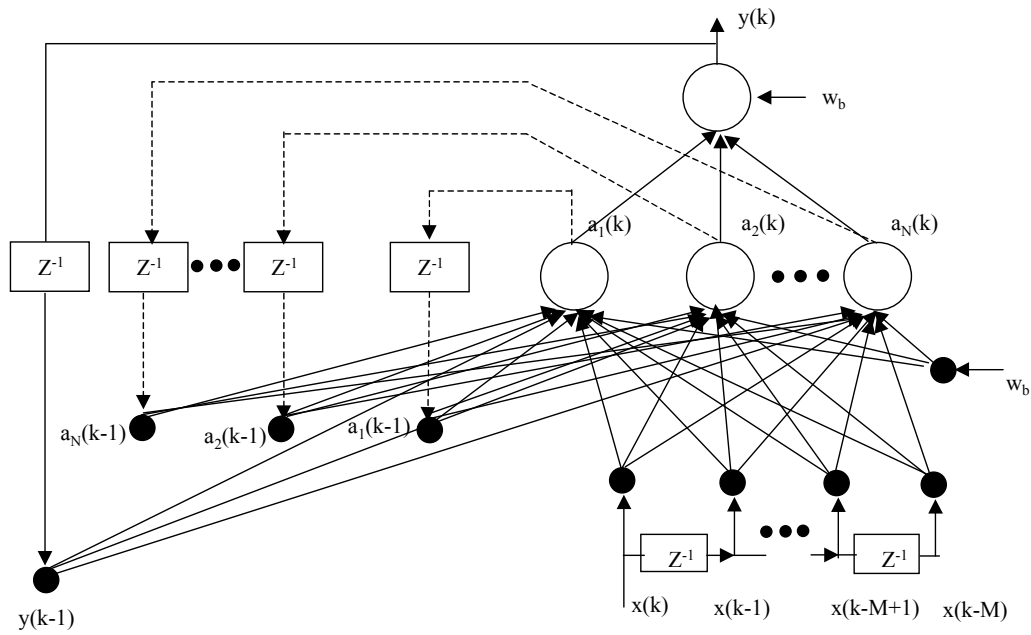 y(k)
w_b
a_1(k)
a_2(k)
a_N(k)
Z^-1
Z^-1
Z^-1
Z^-1
w_b
a_N(k-1)
a_2(k-1)
a_1(k-1)
Z^-1
Z^-1
y(k-1)
x(k)
x(k-1)
x(k-M+1)
x(k-M)